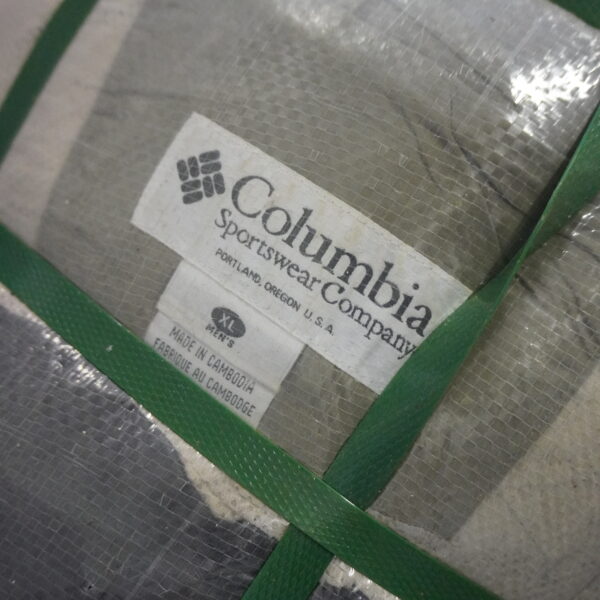 Columbia
Sportswear Company
PORTLAND, OREGON U.S.A.
XL
MEN'S
MADE IN CAMBODIA
FABRIQUE AU CAMBODGE